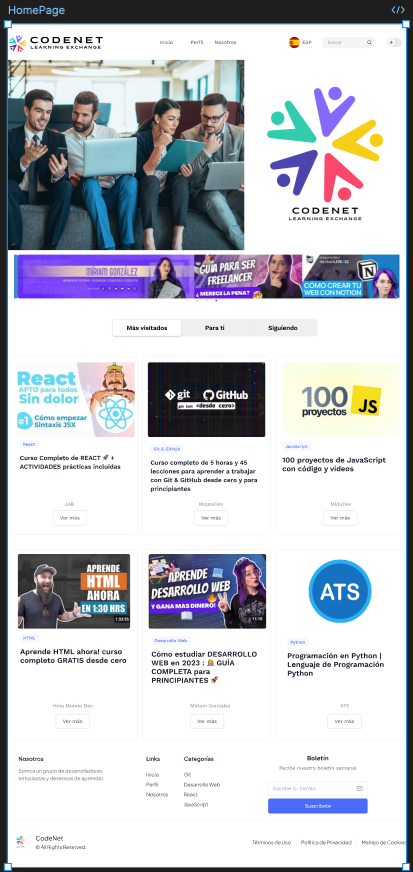 HomePage
CODENET
LEARNING EXCHANGE
Inicio
Perfil
Nosotros
ESP
Buscar
CODENET
LEARNING EXCHANGE
MÍRIAM GONZÁLEZ
GUÍA PARA SER
FREELANCER
¿MERECE LA PENA?
CÓMO CREAR TU
WEB CON NOTION
Más visitados
Para ti
Siguiendo
React
APTO para todos
Sin dolor
#1
Cómo empezar
Sintaxis JSX
React
Curso Completo de REACT 🚀 +
ACTIVIDADES prácticas incluidas
JAB
Ver más
git
GitHub
<desde cero>
Git & GitHub
Curso completo de 5 horas y 45
lecciones para aprender a trabajar
con Git & GitHub desde cero y para
principiantes
MoureDev
Ver más
100
proyectos
JS
JavaScript
100 proyectos de JavaScript
con código y vídeos
MiduDev
Ver más
APRENDE
HTML
AHORA
EN 1:30 HRS
1:33:35
HTML
Aprende HTML ahora! curso
completo GRATIS desde cero
Hola Mundo Dev
Ver más
APRENDE
DESARROLLO WEB
Y GANA MAS DINERO
11:10
Desarrollo Web
Cómo estudiar DESARROLLO
WEB en 2023 : 👩 GUÍA
COMPLETA para
PRINCIPIANTES 🚀
Miriam González
Ver más
ATS
Python
Programación en Python |
Lenguaje de Programación
Python
ATS
Ver más
Nosotros
Somos un grupo de desarrolladores
entusiastas y deseosos de aprender.
Links
Inicio
Perfil
Nosotros
Categorías
Git
Desarrollo Web
React
JavaScript
Boletín
Recibe nuestro boletín semanal
Escribe tu Correo
Suscríbete
CodeNet
© All Rights Reserved.
Términos de Uso
Política de Privacidad
Manejo de Cookies